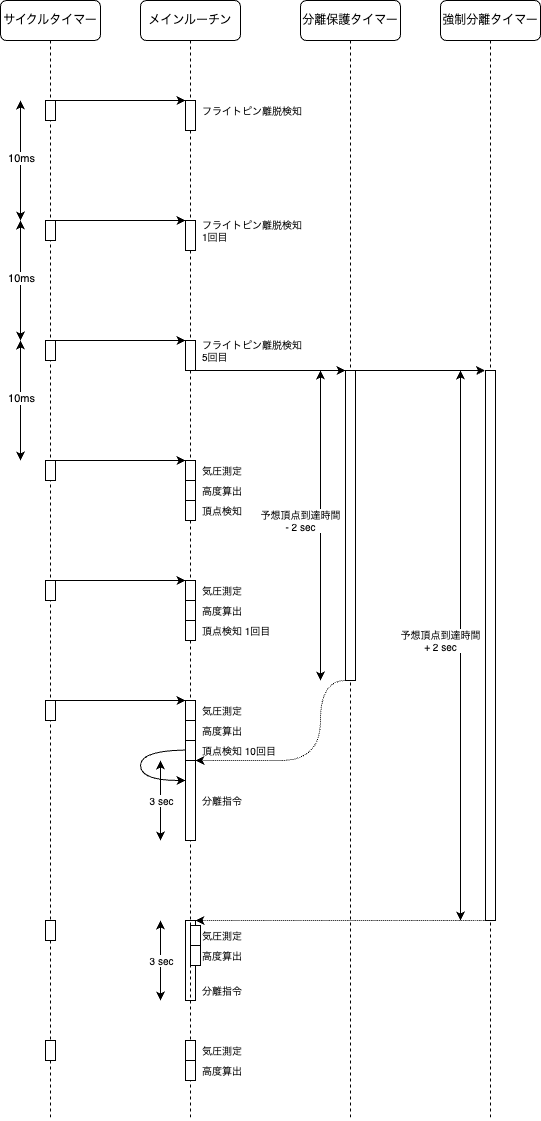 サイクルタイマー
メインルーチン
分離保護タイマー
強制分離タイマー
フライトピン離脱検知
10ms
フライトピン離脱検知
1回目
10ms
フライトピン離脱検知
5回目
10ms
気圧測定
高度算出
頂点検知
予想頂点到達時間
- 2 sec
気圧測定
高度算出
頂点検知 1回目
予想頂点到達時間
+ 2 sec
気圧測定
高度算出
頂点検知 10回目
3 sec
分離指令
気圧測定
高度算出
3 sec
分離指令
気圧測定
高度算出